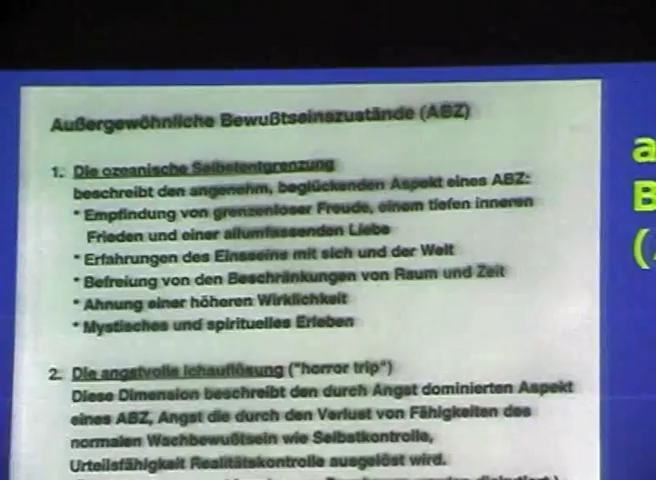 Außergewöhnliche Bewußtseinszustände (ABZ)
1. Die ozeanische Selbstentgrenzung
beschreibt den angenehm, beglückenden Aspekt eines ABZ:
* Empfindung von grenzenloser Freude, einem tiefen inneren
Frieden und einer allumfassenden Liebe
* Erfahrungen des Einsseins mit sich und der Welt
* Befreiung von den Beschränkungen von Raum und Zeit
* Ahnung einer höheren Wirklichkeit
* Mystisches und spirituelles Erleben
2. Die angstvolle Ichauflösung ("horror trip")
Diese Dimension beschreibt den durch Angst dominierten Aspekt
eines ABZ, Angst die durch den Verlust von Fähigkeiten des
normalen Wachbewußtsein wie Selbstkontrolle,
Urteilsfähigkeit Realitätskontrolle ausgelöst wird.
a
B
(